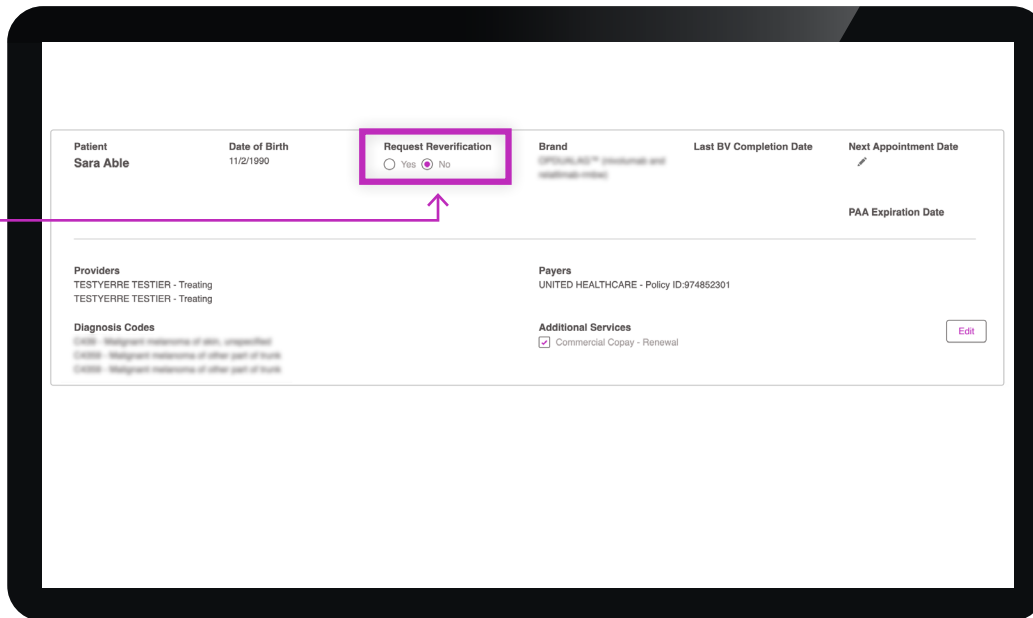 Patient
Sara Able
Date of Birth
11/2/1990
Request Reverification
Yes No
Brand
Last BV Completion Date
Next Appointment Date
PAA Expiration Date
Providers
TESTYERRE TESTIER - Treating
TESTYERRE TESTIER - Treating
Payers
UNITED HEALTHCARE - Policy ID:974852301
Diagnosis Codes
Additional Services
Commercial Copay - Renewal
Edit